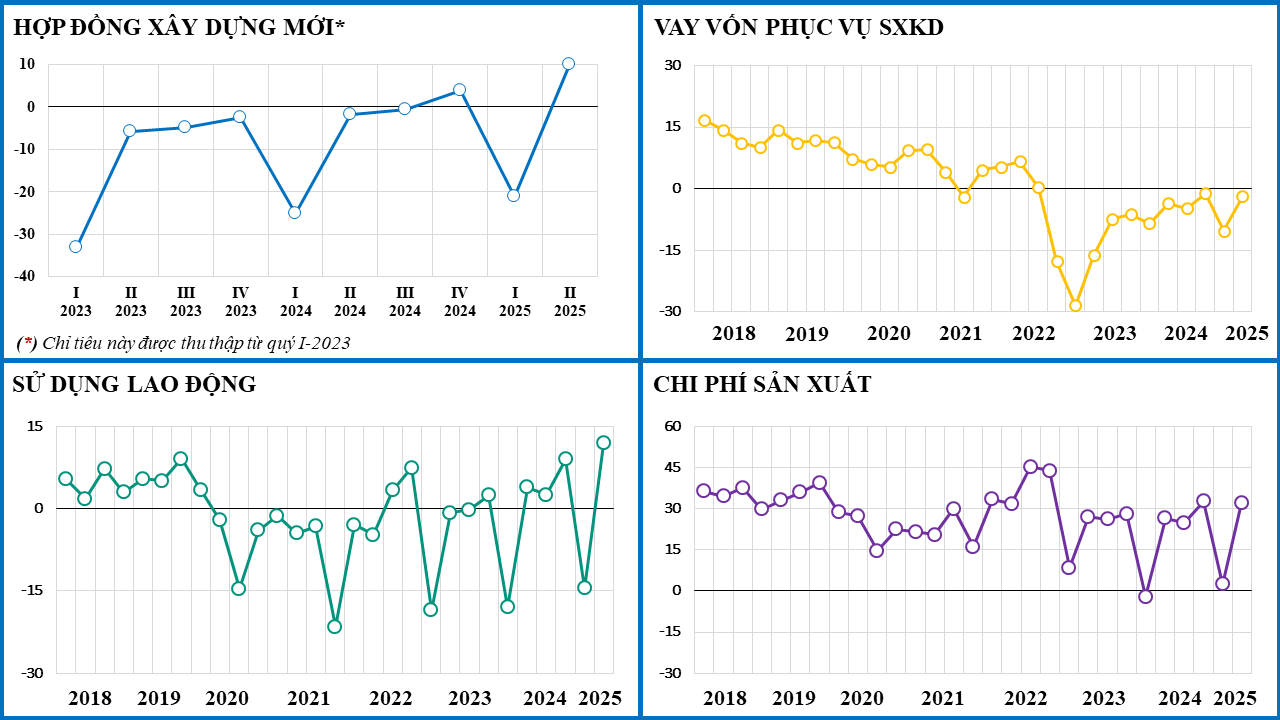 HỢP ĐỒNG XÂY DỰNG MỚI*
10
0
-10
-20
-30
-40
I II III IV I II III IV I II
2023 2023 2023 2023 2024 2024 2024 2024 2025 2025
(*) Chỉ tiêu này được thu thập từ quý I-2023
VAY VỐN PHỤC VỤ SXKD
30
15
0
-15
-30
2018 2019 2020 2021 2022 2023 2024 2025
SỬ DỤNG LAO ĐỘNG
15
0
-15
-30
2018 2019 2020 2021 2022 2023 2024 2025
CHI PHÍ SẢN XUẤT
60
45
30
15
0
-15
-30
2018 2019 2020 2021 2022 2023 2024 2025